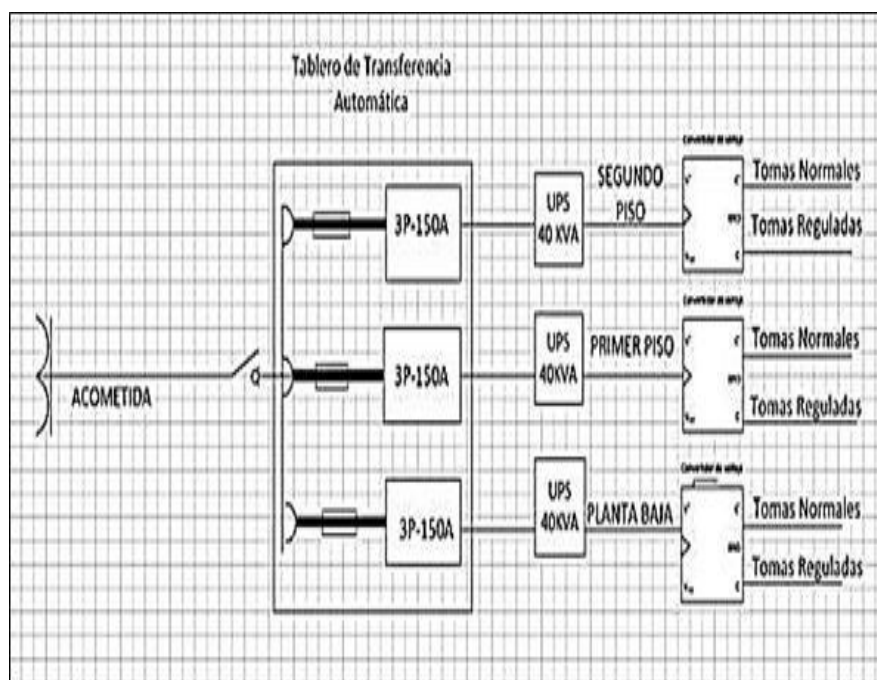 Tablero de Transferencia
Automática
3P-150A
UPS
40 KVA
SEGUNDO
PISO
Tomas Normales
Tomas Reguladas
ACOMETIDA
3P-150A
UPS
40KVA
PRIMER PISO
Tomas Normales
Tomas Reguladas
3P-150A
UPS
40KVA
PLANTA BAJA
Tomas Normales
Tomas Reguladas